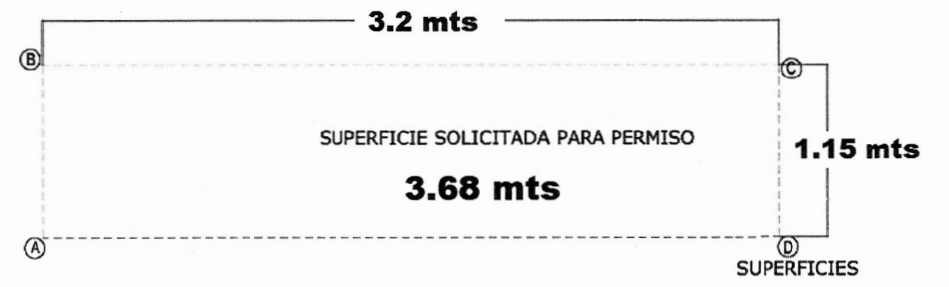 3.2 mts
B
C
SUPERFICIE SOLICITADA PARA PERMISO
1.15 mts
3.68 mts
A
D
SUPERFICIES